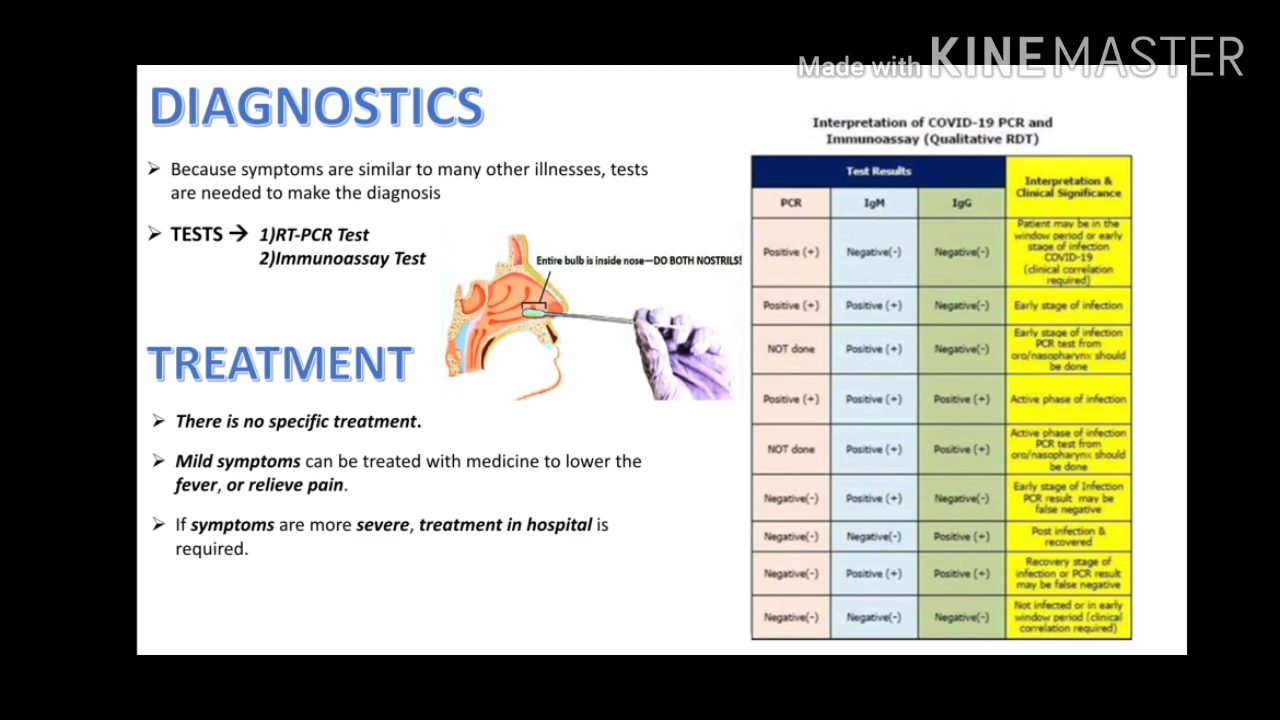 Made with KINEMASTER
DIAGNOSTICS
➢ Because symptoms are similar to many other illnesses, tests
are needed to make the diagnosis
➢ TESTS → 1)RT-PCR Test
2)Immunoassay Test
Entire bulb is inside nose—DO BOTH NOSTRILS!
TREATMENT
➢ There is no specific treatment.
➢ Mild symptoms can be treated with medicine to lower the
fever, or relieve pain.
➢ If symptoms are more severe, treatment in hospital is
required.
Interpretation of COVID-19 PCR and
Immunoassay (Qualitative RDT)
Test Results
Interpretation &
Clinical Significance
PCR IgM IgG
Positive (+) Negative(-) Negative(-)
Patient may be in the
window period or early
stage of infection
COVID-19
(clinical correlation
required)
Positive (+) Positive (+) Negative(-) Early stage of infection
NOT done Positive (+) Negative(-)
Early stage of infection
PCR test from
oro/nasopharynx should
be done
Positive (+) Positive (+) Positive (+) Active phase of infection
NOT done Positive (+) Positive (+)
Active phase of infection
PCR test from
oro/nasopharynx should
be done
Negative(-) Positive (+) Negative(-)
Early stage of Infection
PCR result may be
false negative
Negative(-) Negative(-) Positive (+)
Post infection &
recovered
Negative(-) Positive (+) Positive (+)
Recovery stage of
infection or PCR result
may be false negative
Negative(-) Negative(-) Negative(-)
Not infected or in early
window period (clinical
correlation required)